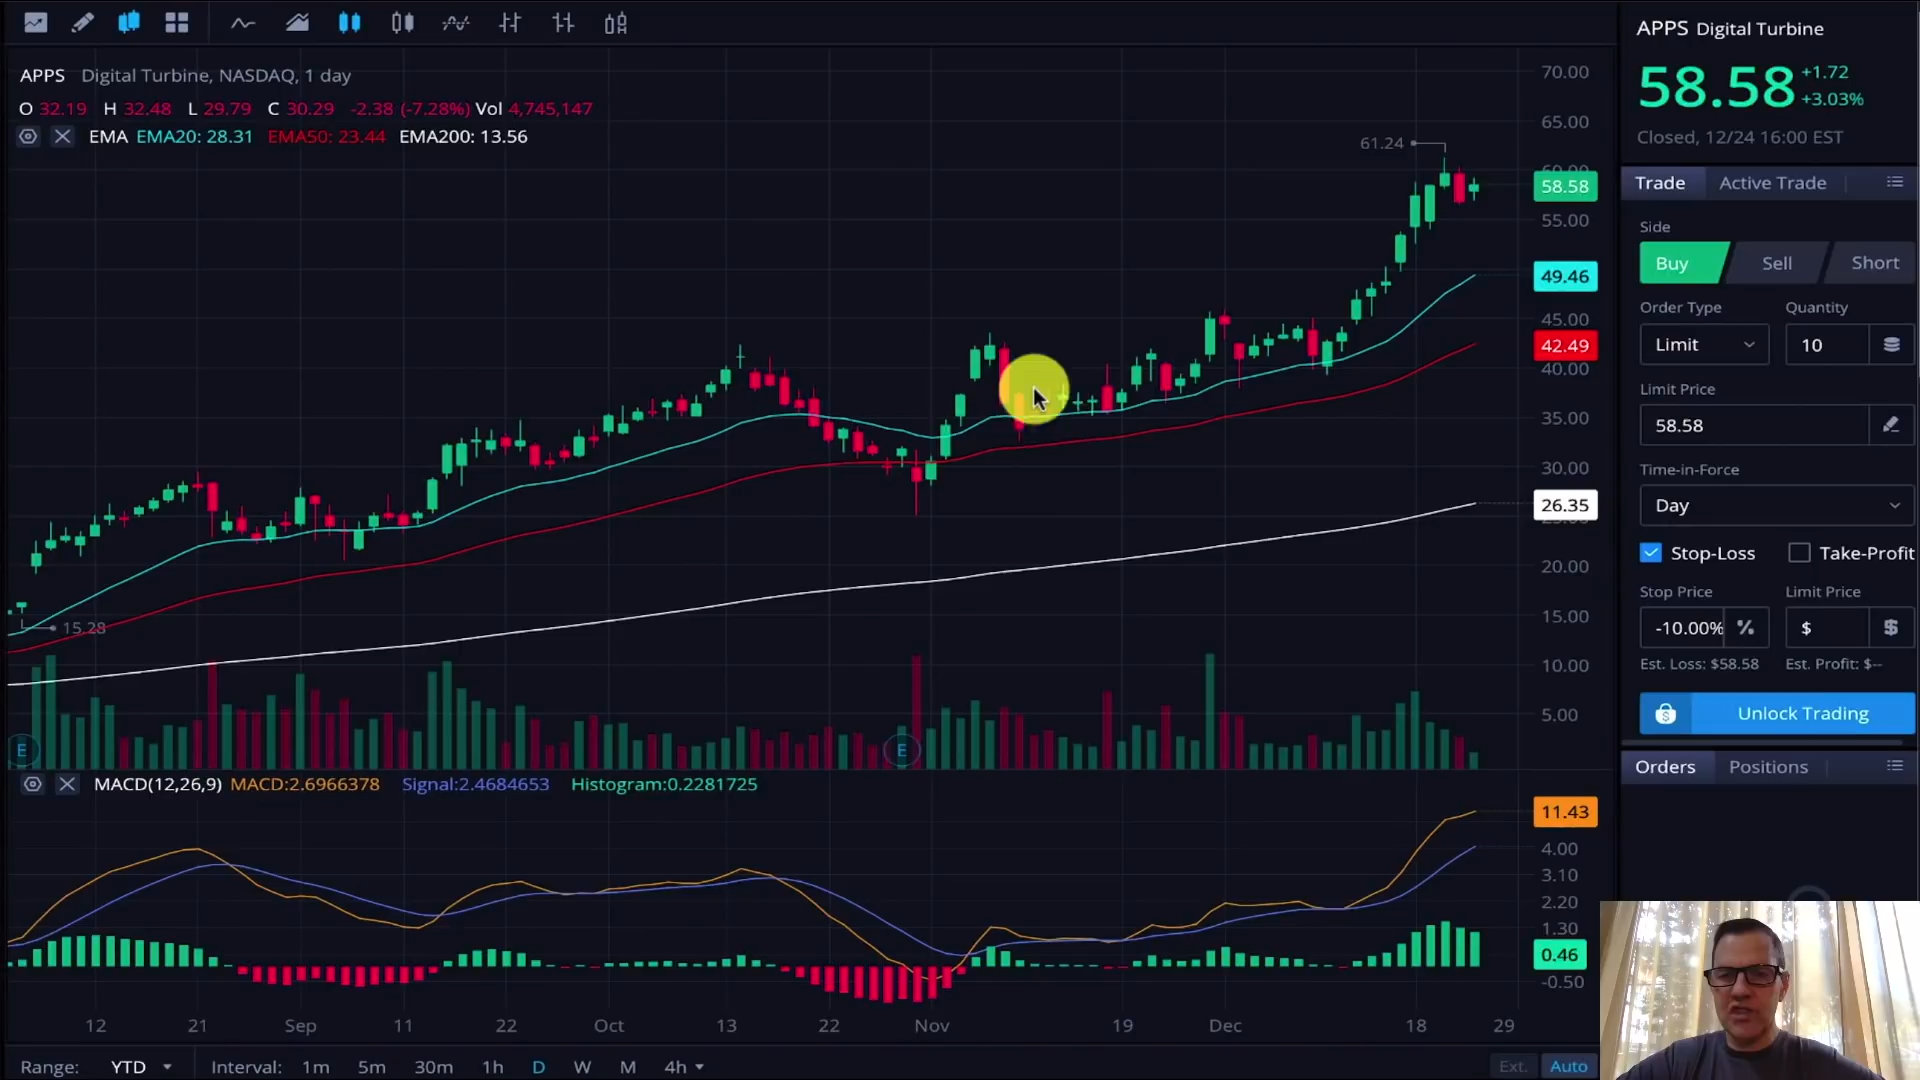 APPS Digital Turbine
58.58 +1.72
+3.03%
Closed, 12/24 16:00 EST
APPS Digital Turbine, NASDAQ, 1 day
O 32.19 H 32.48 L 29.79 C 30.29 -2.38 (-7.28%) Vol 4,745,147
EMA EMA20: 28.31 EMA50: 23.44 EMA200: 13.56
61.24
15.28
70.00
65.00
58.58
55.00
49.46
45.00
42.49
40.00
35.00
30.00
26.35
20.00
15.00
10.00
5.00
E
E
MACD(12,26,9) MACD:2.6966378 Signal:2.4684653 Histogram:0.2281725
11.43
4.00
3.10
2.20
1.30
0.46
-0.50
12 21 Sep 11 22 Oct 13 22 Nov 19 Dec 18 29
Range: YTD Interval: 1m 5m 30m 1h D W M 4h Ext. Auto
Trade Active Trade
Side
Buy Sell Short
Order Type Quantity
Limit 10
Limit Price
58.58
Time-in-Force
Day
Stop-Loss Take-Profit
Stop Price Limit Price
-10.00% % $ $
Est. Loss: $58.58 Est. Profit: $--
Unlock Trading
Orders Positions